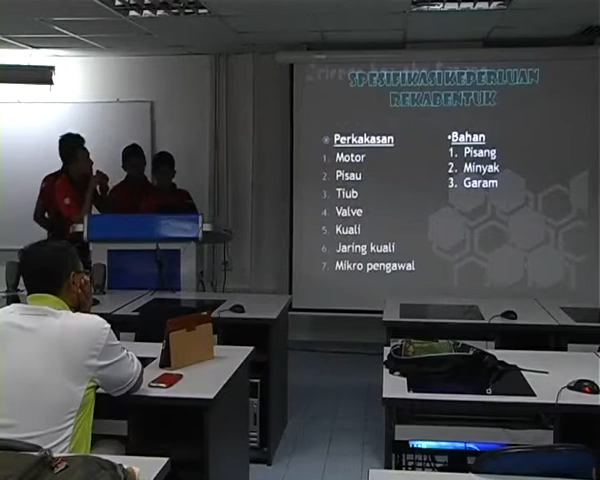 SPESIFIKASI KEPERLUAN
REKABENTUK
Perkakasan
1. Motor
2. Pisau
3. Tiub
4. Valve
5. Kuali
6. Jaring kuali
7. Mikro pengawal
•Bahan
1. Pisang
2. Minyak
3. Garam